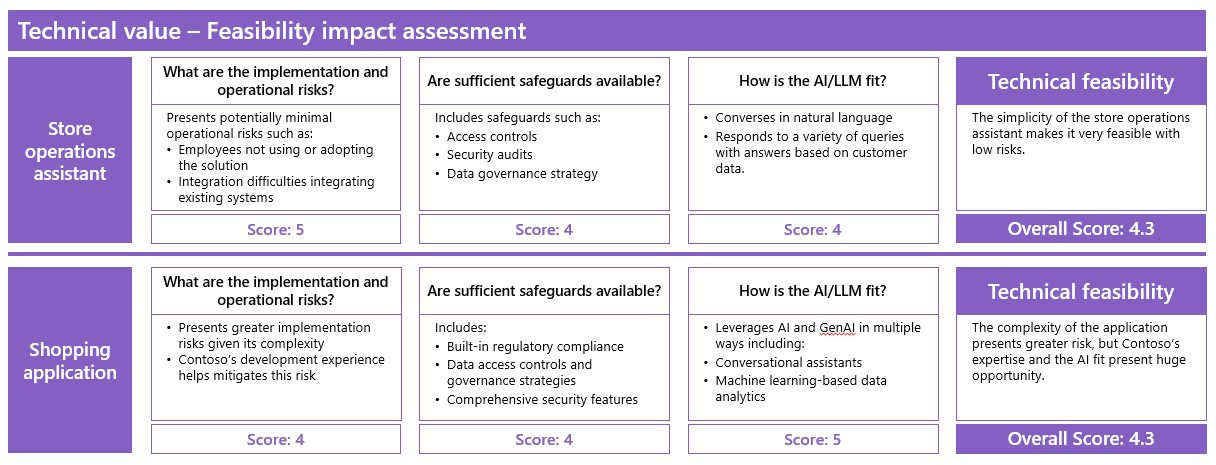 Technical value – Feasibility impact assessment
Store
operations
assistant
What are the implementation and
operational risks?
Presents potentially minimal
operational risks such as:
• Employees not using or adopting
the solution
• Integration difficulties integrating
existing systems
Score: 5
Are sufficient safeguards available?
Includes safeguards such as:
• Access controls
• Security audits
• Data governance strategy
Score: 4
How is the AI/LLM fit?
• Converses in natural language
• Responds to a variety of queries
with answers based on customer
data.
Score: 4
Technical feasibility
The simplicity of the store operations
assistant makes it very feasible with
low risks.
Overall Score: 4.3
Shopping
application
What are the implementation and
operational risks?
• Presents greater implementation
risks given its complexity
• Contoso’s development experience
helps mitigates this risk
Score: 4
Are sufficient safeguards available?
Includes:
• Built-in regulatory compliance
• Data access controls and
governance strategies
• Comprehensive security features
Score: 4
How is the AI/LLM fit?
• Leverages AI and GenAI in multiple
ways including:
• Conversational assistants
• Machine learning-based data
analytics
Score: 5
Technical feasibility
The complexity of the application
presents greater risk, but Contoso’s
expertise and the AI fit present huge
opportunity.
Overall Score: 4.3